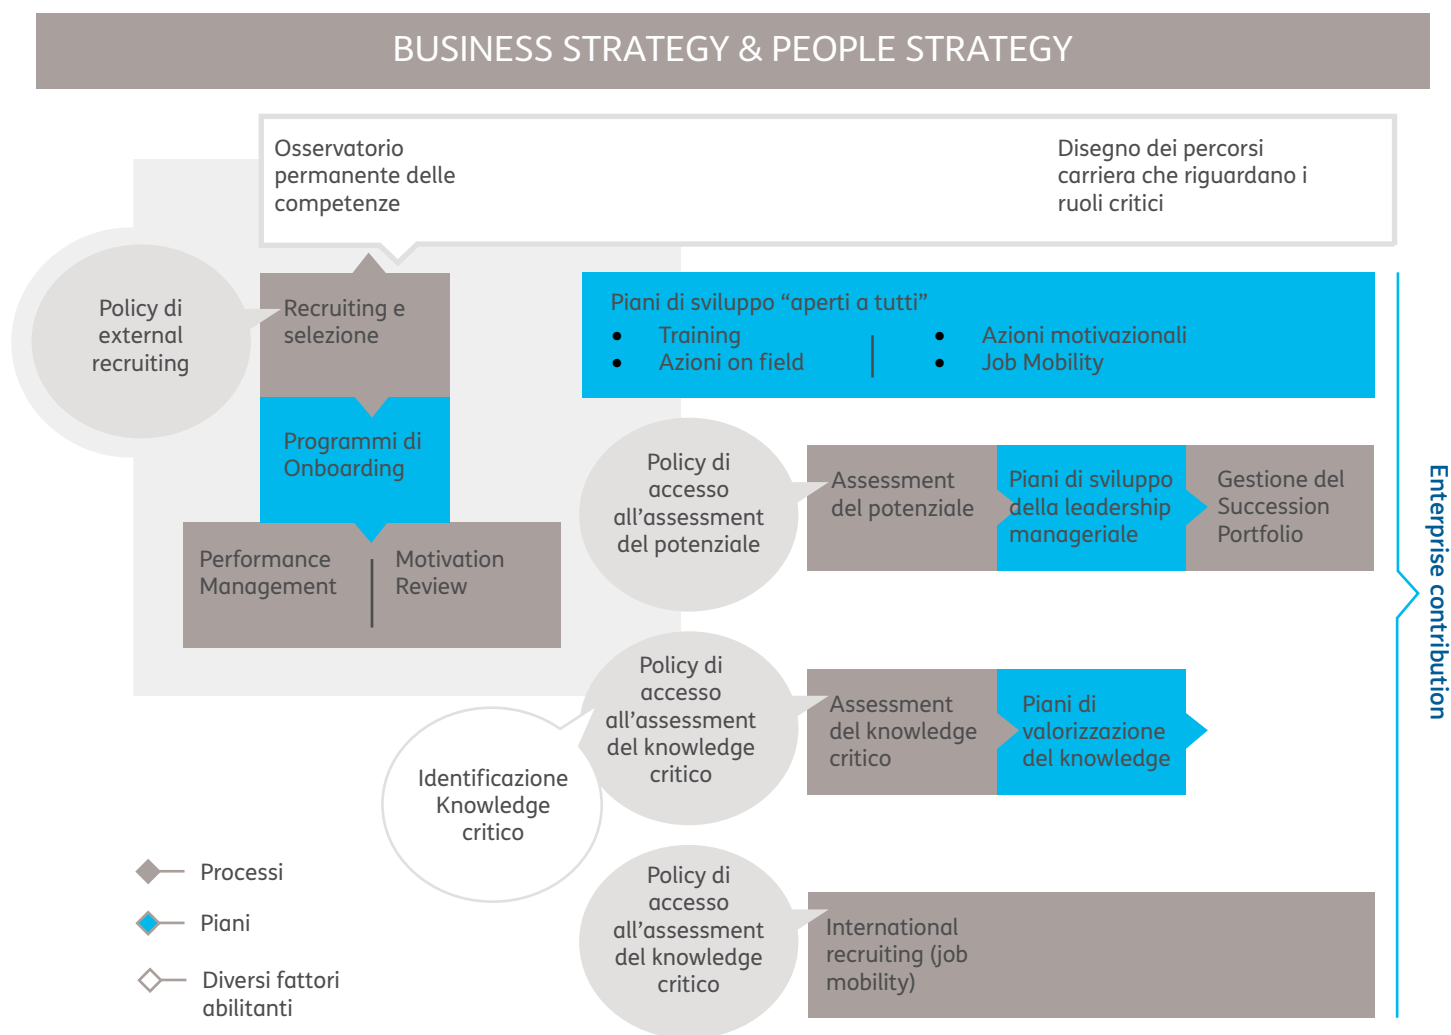 BUSINESS STRATEGY & PEOPLE STRATEGY
Osservatorio
permanente delle
competenze
Disegno dei percorsi
carriera che riguardano i
ruoli critici
Policy di
external
recruiting
Recruiting e
selezione
Programmi di
Onboarding
Performance
Management
Motivation
Review
Piani di sviluppo “aperti a tutti”
• Training
• Azioni on field
• Azioni motivazionali
• Job Mobility
Policy di
accesso
all’assessment
del potenziale
Assessment
del potenziale
Piani di sviluppo
della leadership
manageriale
Gestione del
Succession
Portfolio
Policy di
accesso
all’assessment
del knowledge
critico
Assessment
del knowledge
critico
Piani di
valorizzazione
del knowledge
Identificazione
Knowledge
critico
Policy di
accesso
all’assessment
del knowledge
critico
International
recruiting (job
mobility)
Enterprise contribution
Processi
Piani
Diversi fattori
abilitanti